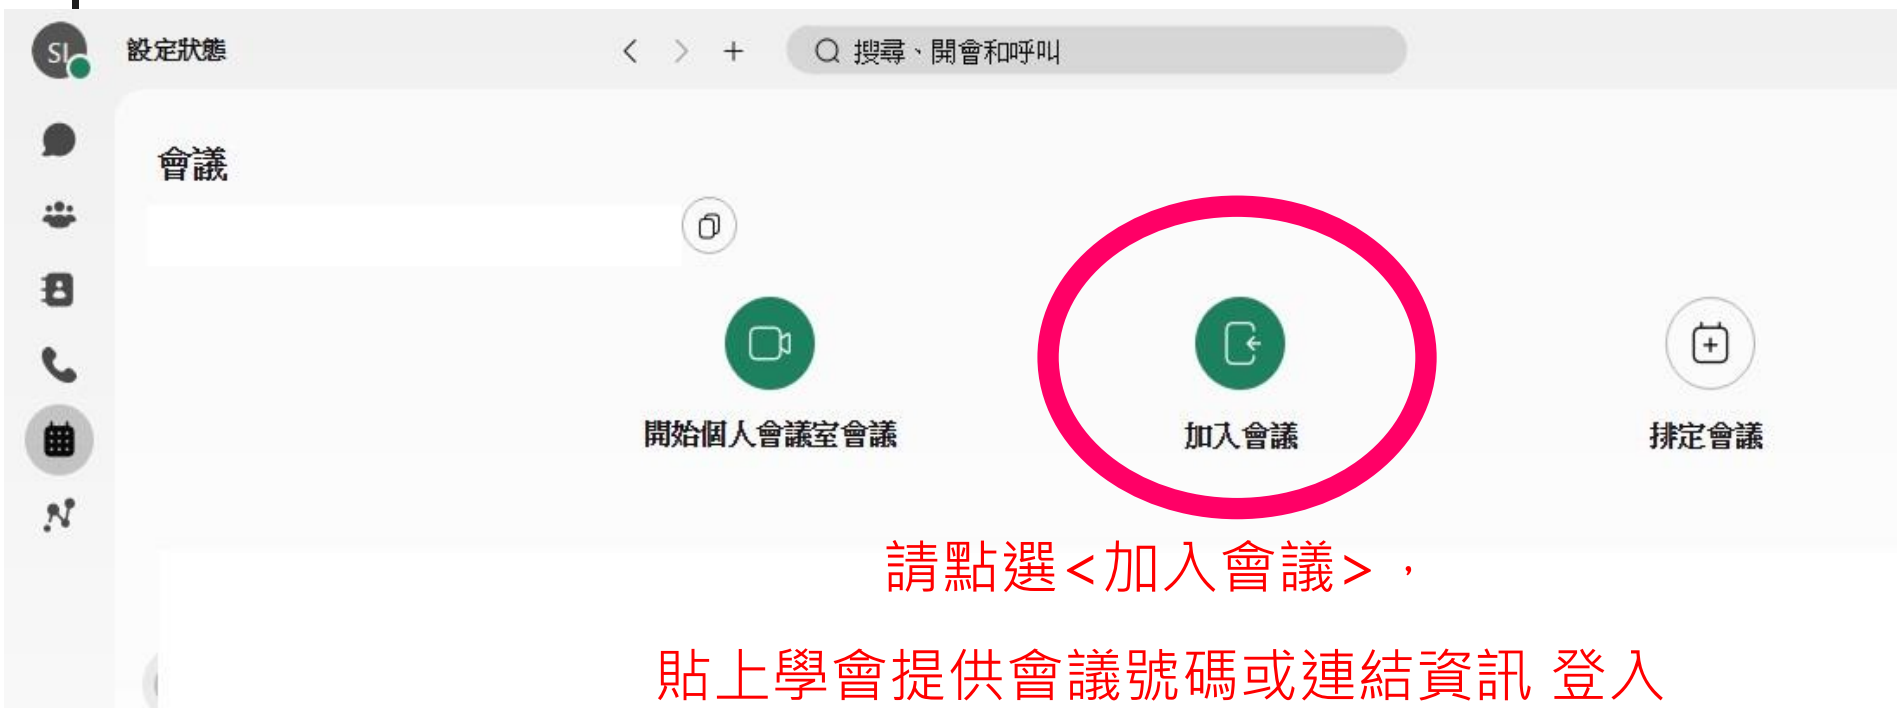 SI
設定狀態
搜尋、開會和呼叫
會議
開始個人會議室會議
加入會議
排定會議
請點選<加入會議>，
貼上學會提供會議號碼或連結資訊 登入